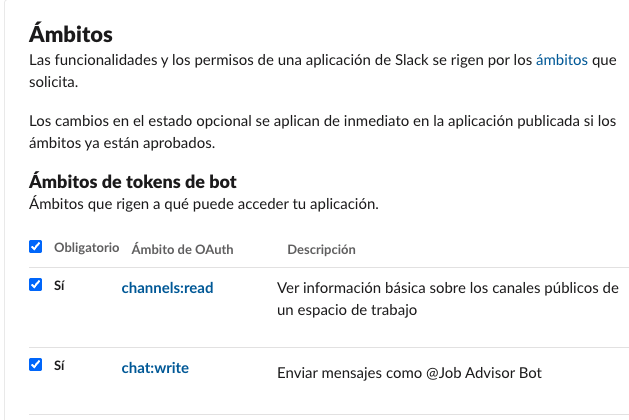 Ámbitos
Las funcionalidades y los permisos de una aplicación de Slack se rigen por los ámbitos que
solicita.
Los cambios en el estado opcional se aplican de inmediato en la aplicación publicada si los
ámbitos ya están aprobados.
Ámbitos de tokens de bot
Ámbitos que rigen a qué puede acceder tu aplicación.
Obligatorio Ámbito de OAuth Descripción
Sí channels:read Ver información básica sobre los canales públicos de
un espacio de trabajo
Sí chat:write Enviar mensajes como @Job Advisor Bot